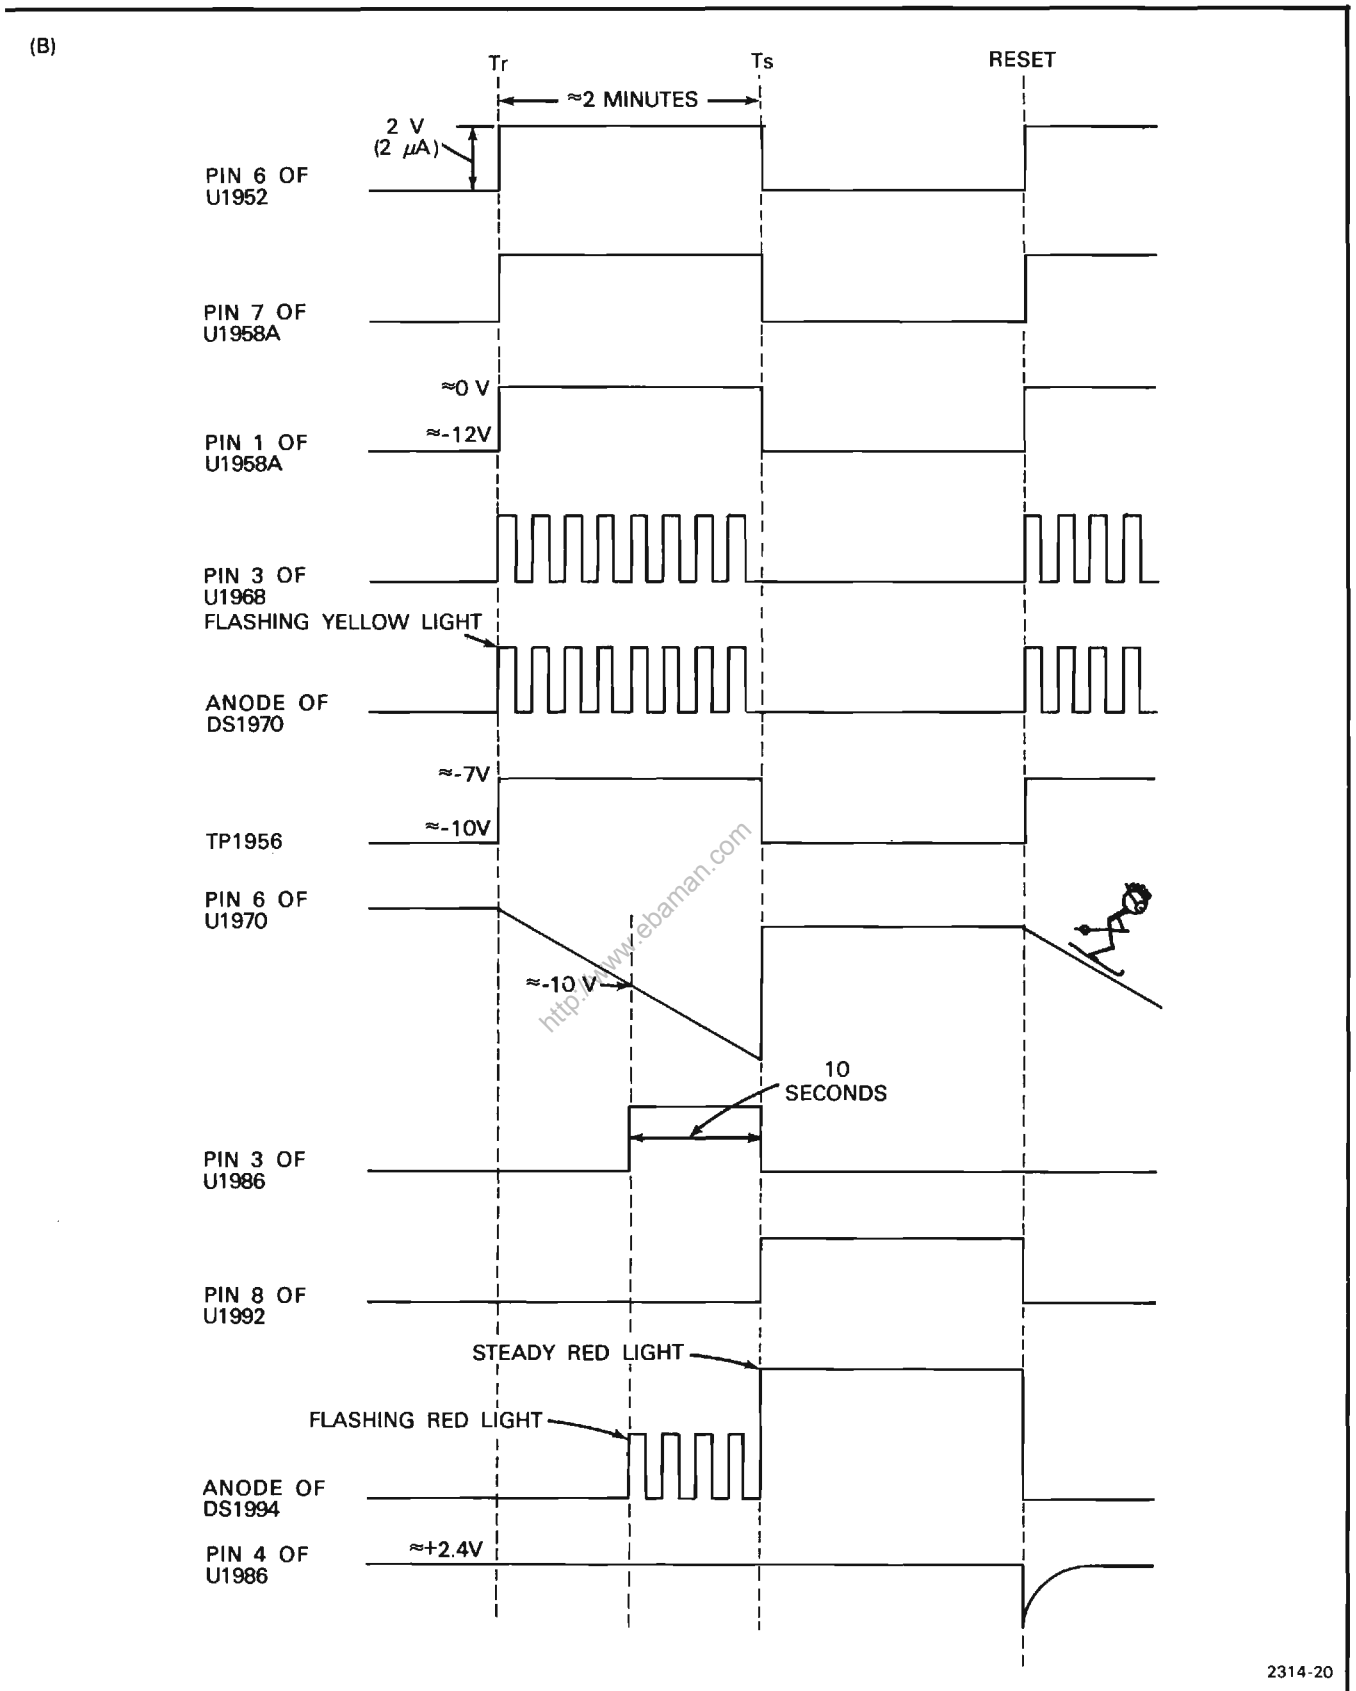 (B)
Tr
Ts
RESET
≈2 MINUTES
2 V
(2 μA)
PIN 6 OF
U1952
PIN 7 OF
U1958A
≈0 V
≈-12V
PIN 1 OF
U1958A
PIN 3 OF
U1968
FLASHING YELLOW LIGHT
ANODE OF
DS1970
≈-7V
≈-10V
TP1956
PIN 6 OF
U1970
≈-10 V
http://www.ebaman.com
10
SECONDS
PIN 3 OF
U1986
PIN 8 OF
U1992
STEADY RED LIGHT
FLASHING RED LIGHT
ANODE OF
DS1994
≈+2.4V
PIN 4 OF
U1986
2314-20